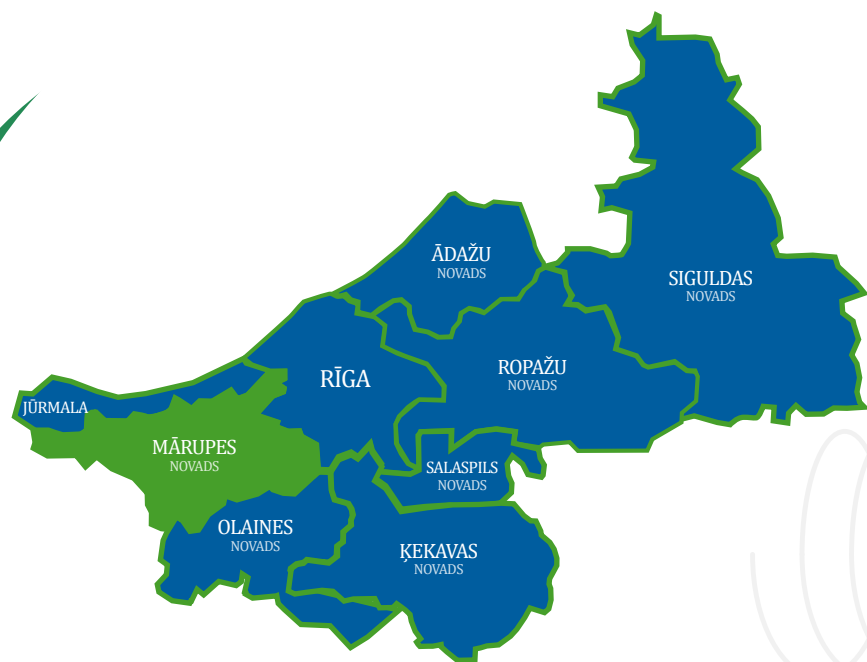 ĀDAŽU
NOVADS
SIGULDAS
NOVADS
ROPAŽU
NOVADS
RĪGA
JŪRMALA
MĀRUPES
NOVADS
SALASPILS
NOVADS
OLAINES
NOVADS
ĶEKAVAS
NOVADS